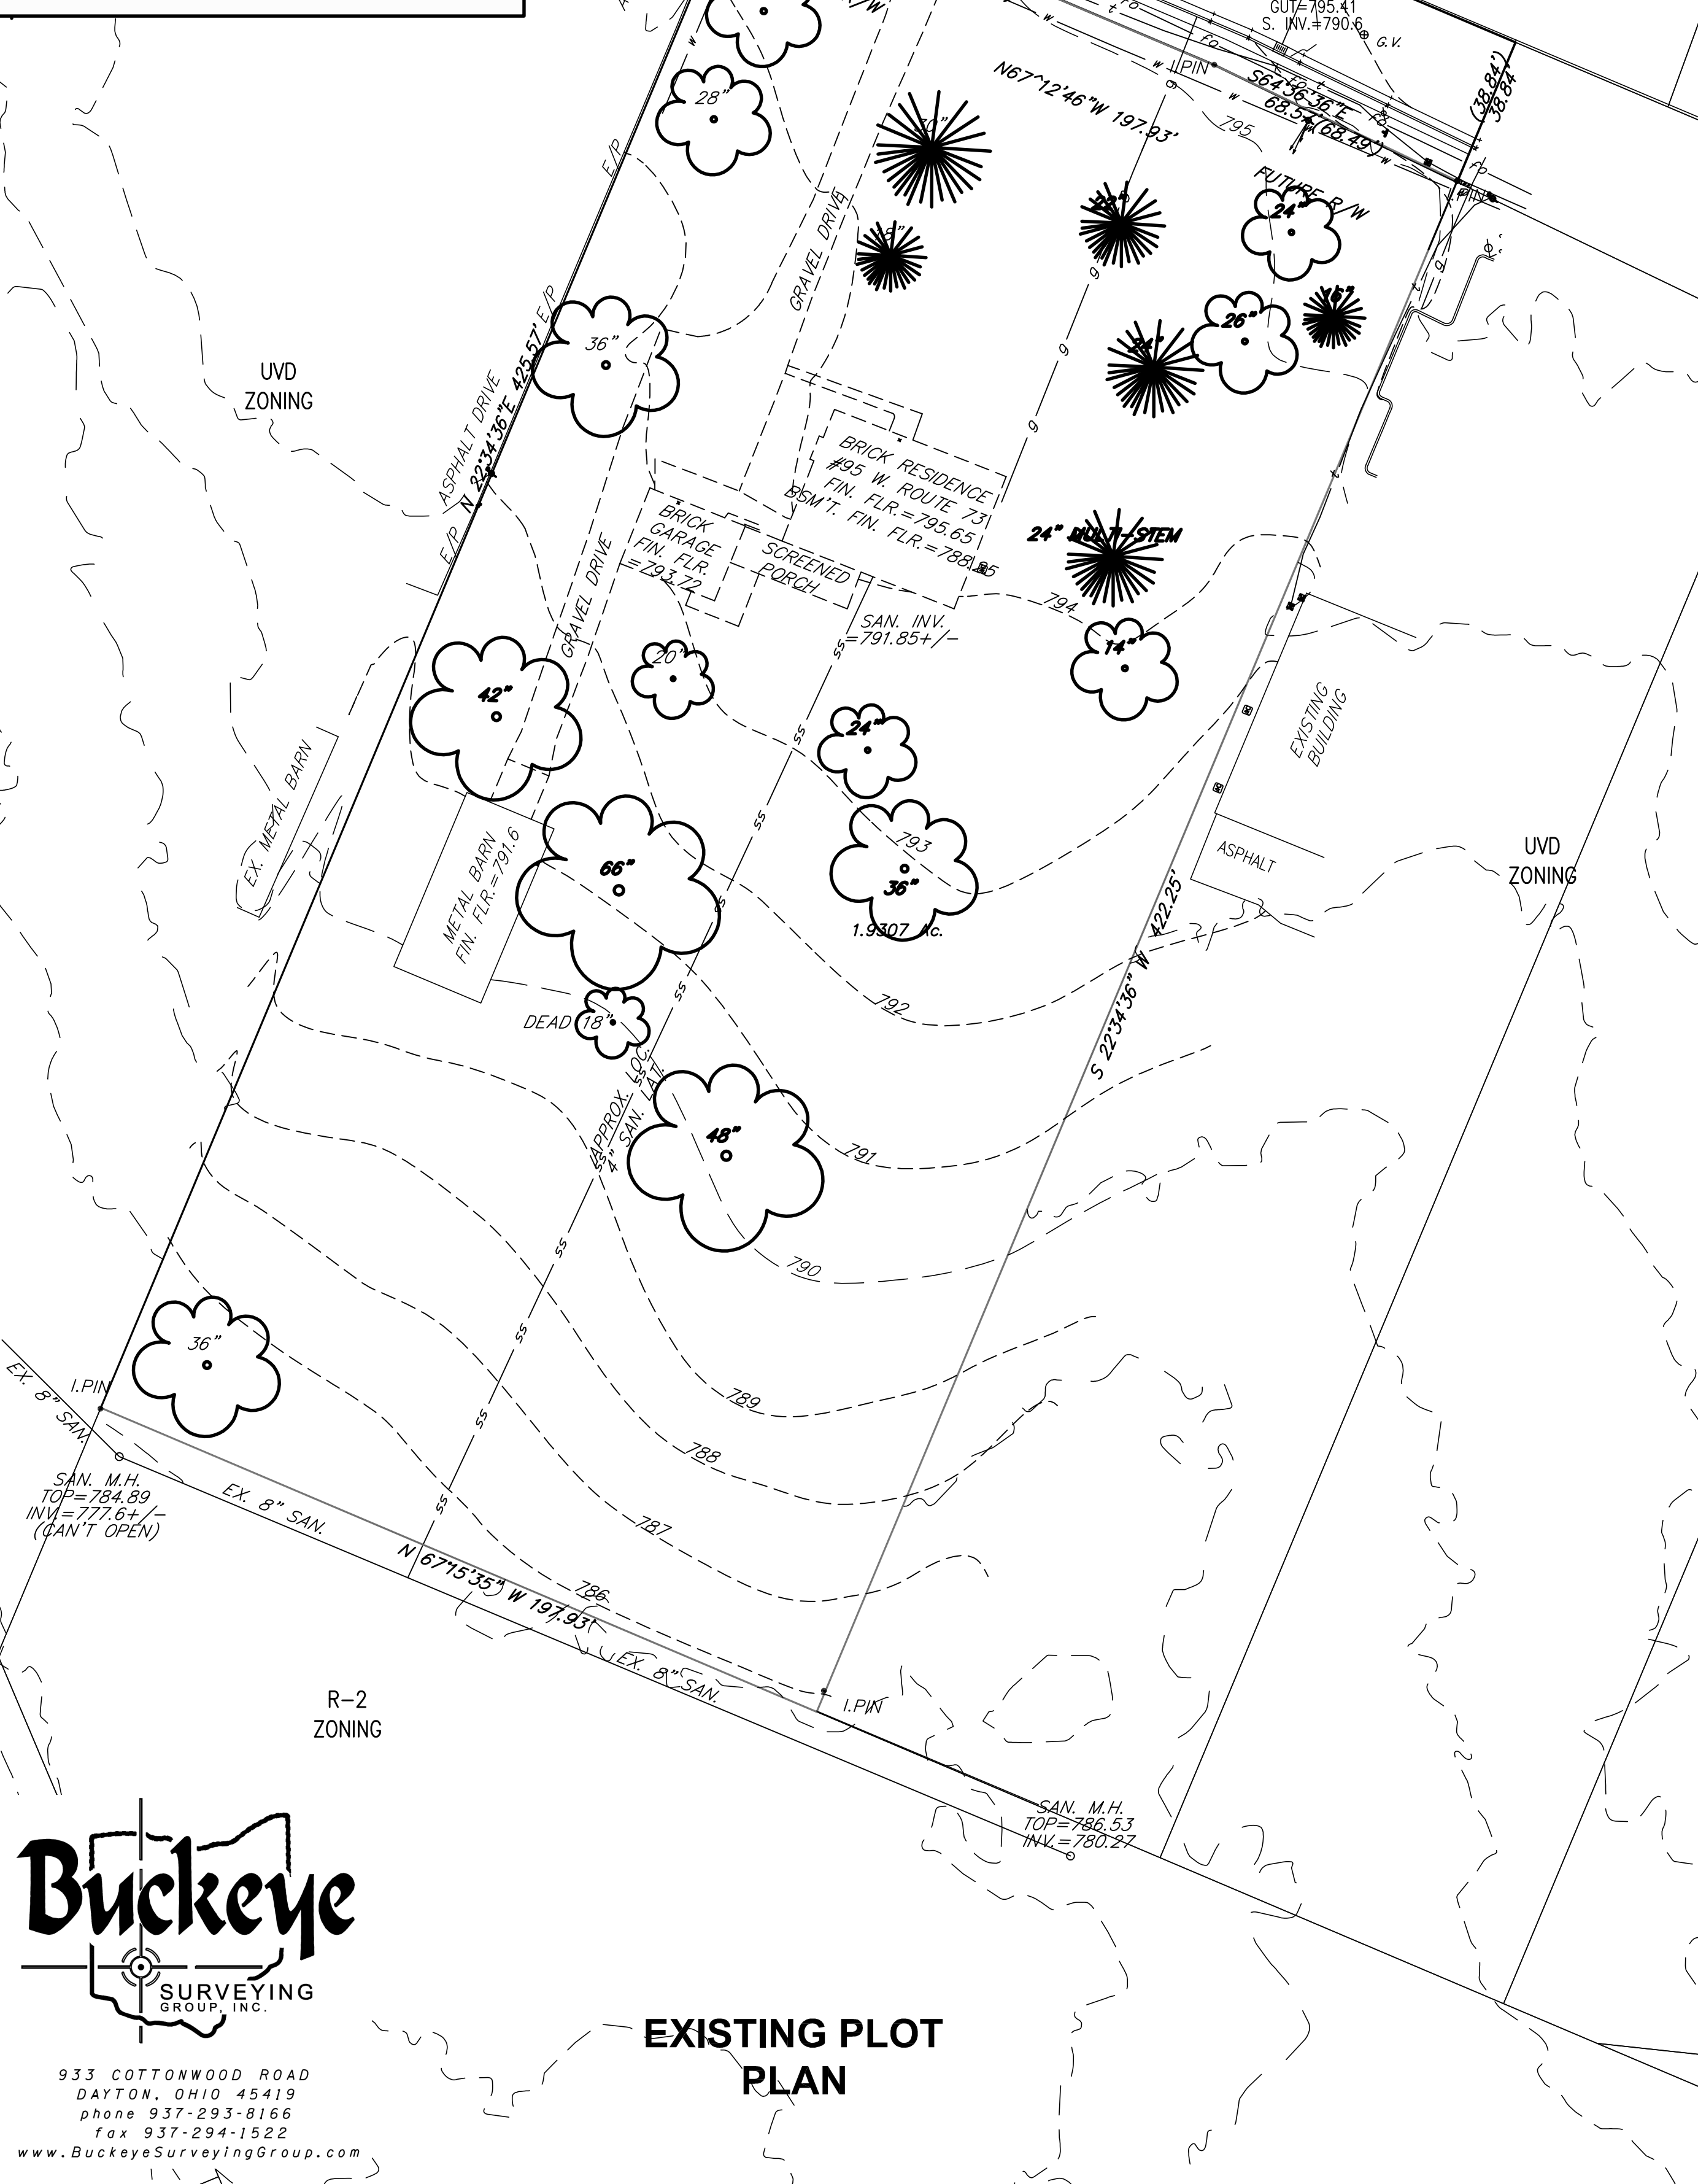 GUT=795.41
S. INV.=790.6
G.V.
I.PIN
S64°36'36"E
68.54'(68.49')
(38.84')
38.84'
N67^12'46"W 197.93'
795
FUTURE R/W
28"
24"
26"
36"
E/P
GRAVEL DRIVE
E/P
ASPHALT DRIVE
N 22°34'36"E 425.57'
E/P
UVD
ZONING
BRICK RESIDENCE
#95 W. ROUTE 73
FIN. FLR.=795.65
BSM'T. FIN. FLR.=788.85
BRICK
GARAGE
FIN. FLR.
=793.72
SCREENED
PORCH
GRAVEL DRIVE
24" MULTI-STEM
794
SAN. INV.
=791.85+/-
14"
20"
42"
24"
EXISTING
BUILDING
EX. METAL BARN
METAL BARN
FIN. FLR.=791.6
66"
793
36"
1.9307 Ac.
ASPHALT
UVD
ZONING
S 22°34'36" W 422.25'
792
DEAD 18"
APPROX. LOC.
4" SAN. LAT.
48"
791
790
36"
789
788
787
786
I.PIN
EX. 8" SAN.
SAN. M.H.
TOP=784.89
INV.=777.6+/-
(CAN'T OPEN)
EX. 8" SAN.
N 67°15'35" W 197.93'
EX. 8" SAN.
I.PIN
R-2
ZONING
SAN. M.H.
TOP=786.53
INV.=780.27
Buckeye
SURVEYING
GROUP, INC.
933 COTTONWOOD ROAD
DAYTON, OHIO 45419
phone 937-293-8166
fax 937-294-1522
www.BuckeyeSurveyingGroup.com
EXISTING PLOT
PLAN